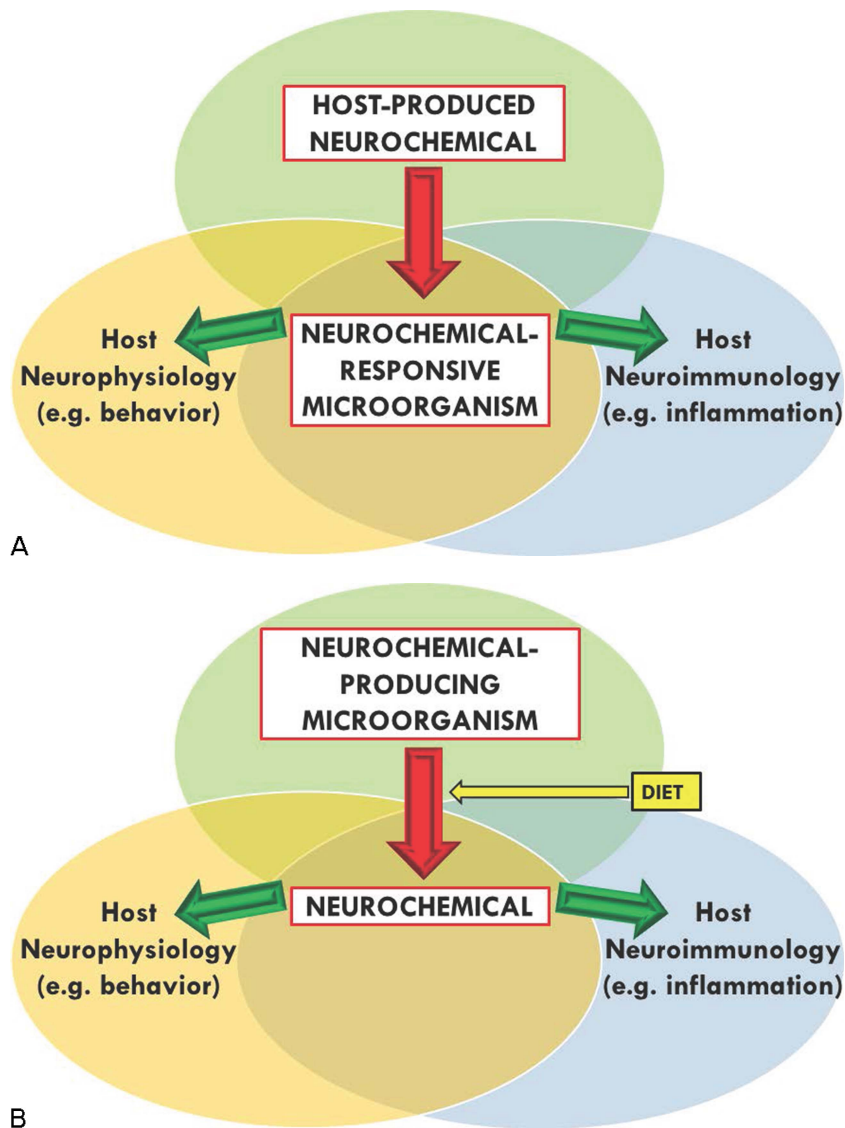 HOST-PRODUCED
NEUROCHEMICAL
NEUROCHEMICAL-
RESPONSIVE
MICROORGANISM
Host
Neurophysiology
(e.g. behavior)
Host
Neuroimmunology
(e.g. inflammation)
A
NEUROCHEMICAL-
PRODUCING
MICROORGANISM
DIET
NEUROCHEMICAL
Host
Neurophysiology
(e.g. behavior)
Host
Neuroimmunology
(e.g. inflammation)
B